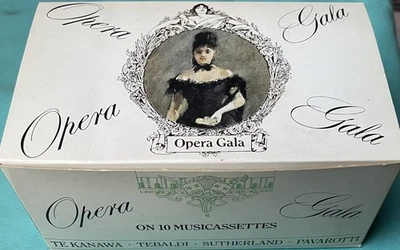 Opera Gala
Opera Gala
Opera Gala
Opera Gala
ON 10 MUSICASSETTES
TE KANAWA · TEBALDI · SUTHERLAND · PAVAROTTI